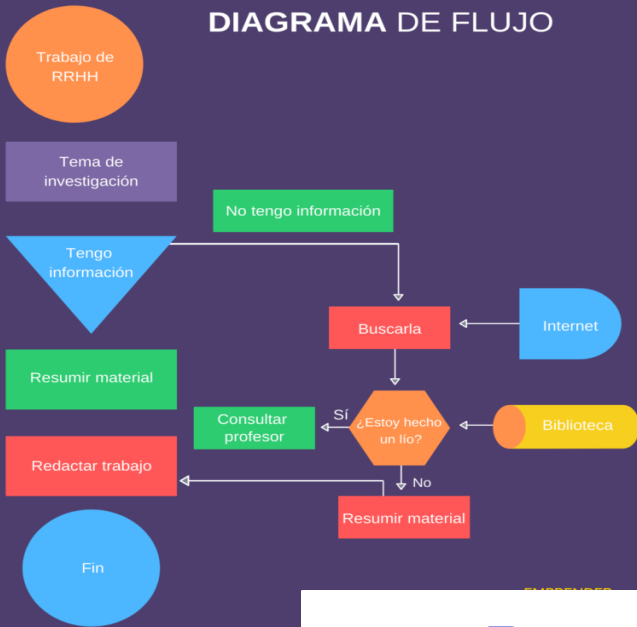 DIAGRAMA DE FLUJO
Trabajo de
RRHH
Tema de
investigación
No tengo información
Tengo
información
Buscarla
Internet
Resumir material
Consultar
profesor
Sí
¿Estoy hecho
un lío?
Biblioteca
Redactar trabajo
No
Resumir material
Fin